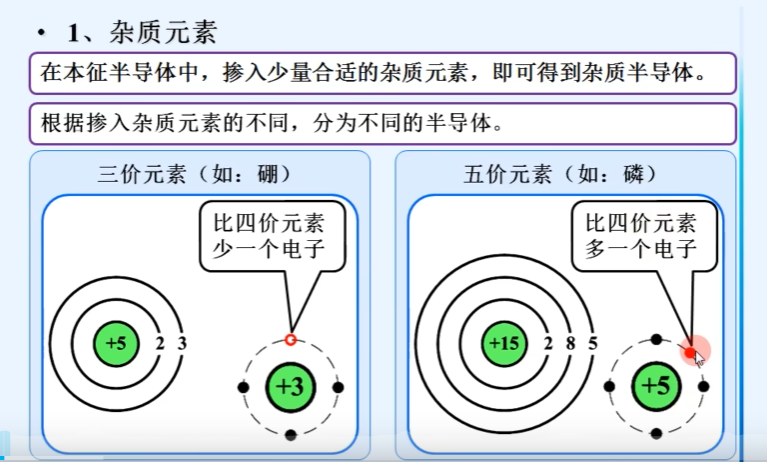 • 1、杂质元素
在本征半导体中，掺入少量合适的杂质元素，即可得到杂质半导体。
根据掺入杂质元素的不同，分为不同的半导体。
三价元素（如：硼）
比四价元素
少一个电子
+5 2 3
+3
五价元素（如：磷）
比四价元素
多一个电子
+15 2 8 5
+5